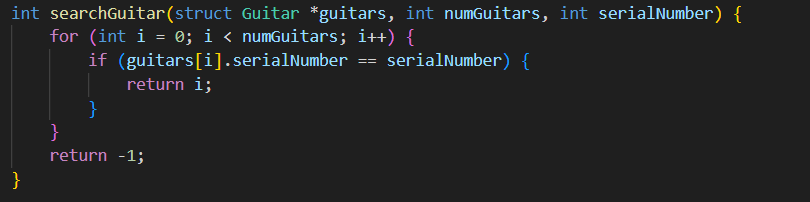 int searchGuitar(struct Guitar *guitars, int numGuitars, int serialNumber) {
    for (int i = 0; i < numGuitars; i++) {
        if (guitars[i].serialNumber == serialNumber) {
            return i;
        }
    }
    return -1;
}